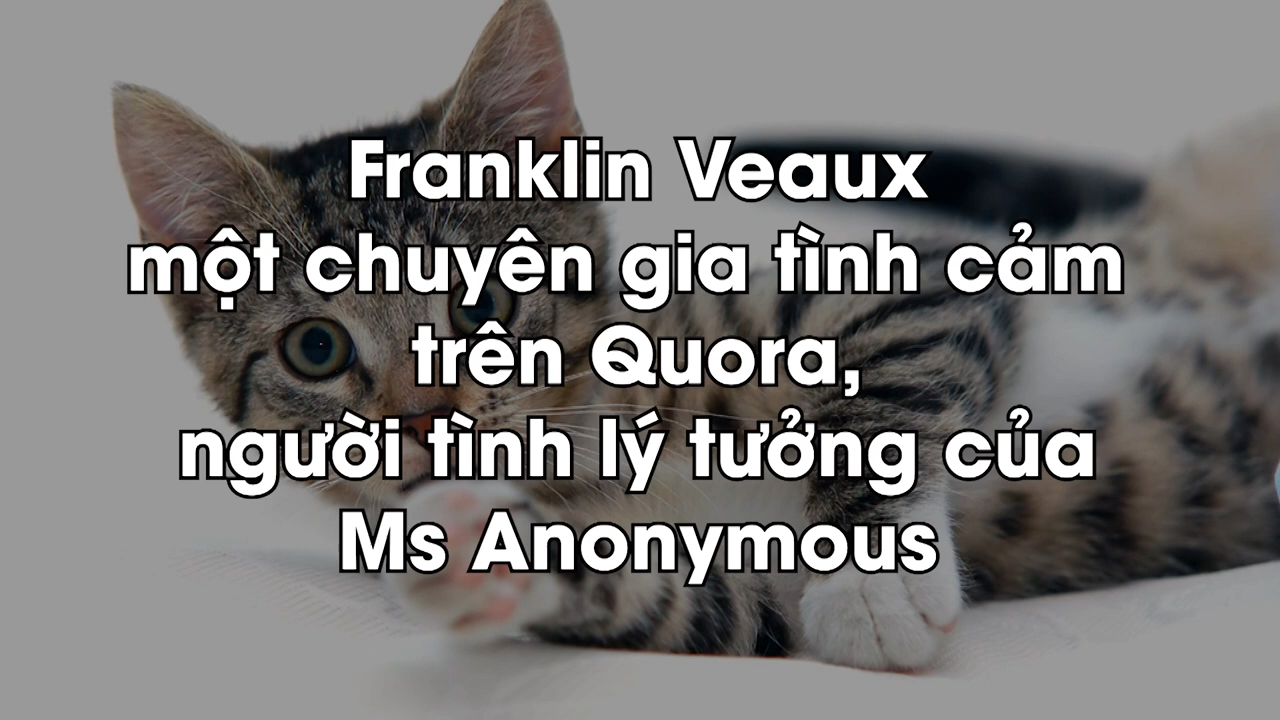 Franklin Veaux
một chuyên gia tình cảm
trên Quora,
người tình lý tưởng của
Ms Anonymous